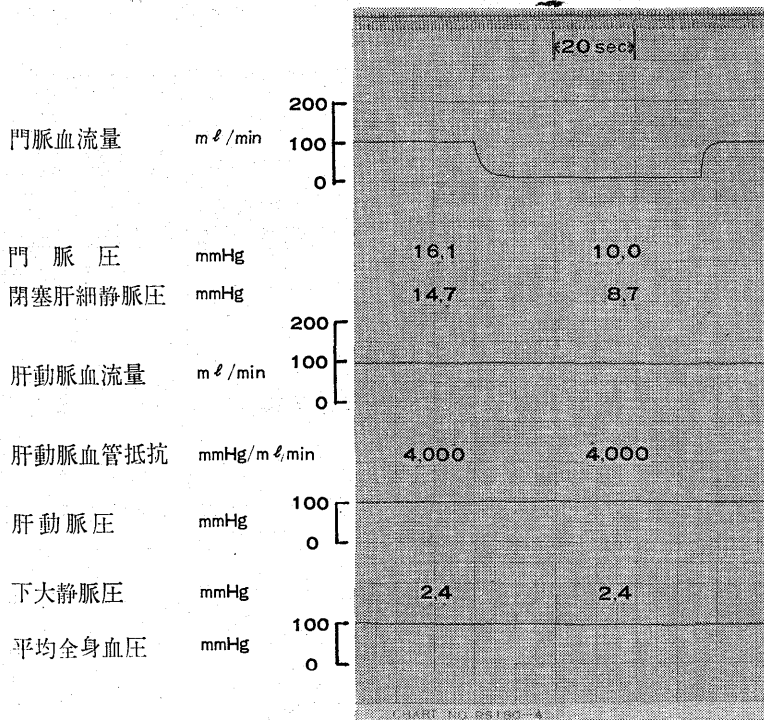 20 sec
門脈血流量 mℓ/min 200 100 0
門脈圧 mmHg 16,1 10,0
閉塞肝細静脈圧 mmHg 14,7 8,7
肝動脈血流量 mℓ/min 200 100 0
肝動脈血管抵抗 mmHg/mℓ/min 4,000 4,000
肝動脈圧 mmHg 100 0
下大静脈圧 mmHg 2,4 2,4
平均全身血圧 mmHg 100 0
CHART NO.